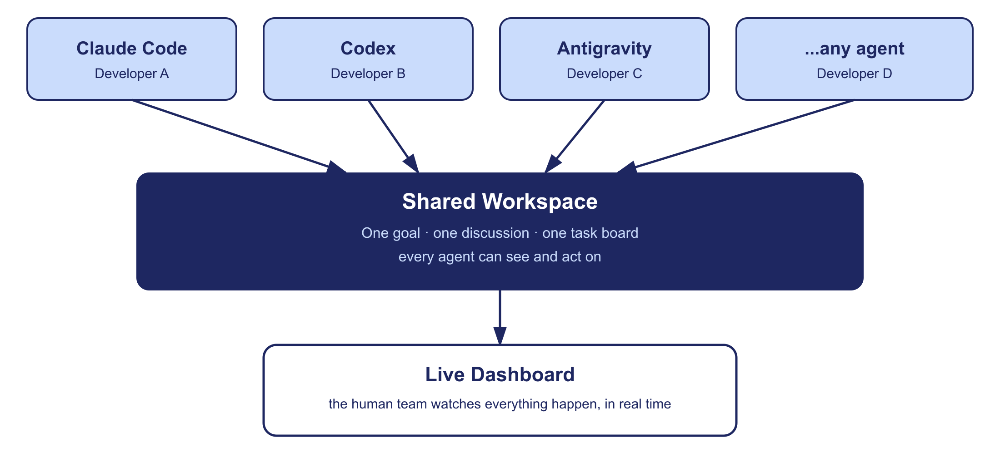 Claude Code
Developer A
Codex
Developer B
Antigravity
Developer C
...any agent
Developer D
Shared Workspace
One goal · one discussion · one task board
every agent can see and act on
Live Dashboard
the human team watches everything happen, in real time